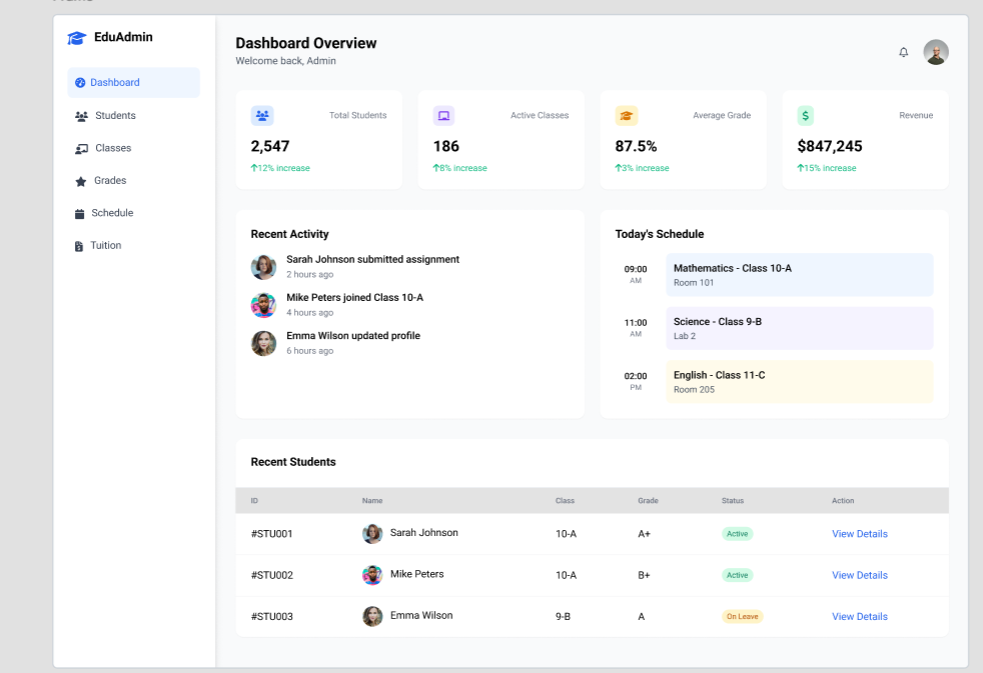 EduAdmin
Dashboard
Students
Classes
Grades
Schedule
Tuition
Dashboard Overview
Welcome back, Admin
Total Students
2,547
↑12% increase
Active Classes
186
↑8% increase
Average Grade
87.5%
↑3% increase
$
Revenue
$847,245
↑15% increase
Recent Activity
Sarah Johnson submitted assignment
2 hours ago
Mike Peters joined Class 10-A
4 hours ago
Emma Wilson updated profile
6 hours ago
Today's Schedule
09:00
AM
Mathematics - Class 10-A
Room 101
11:00
AM
Science - Class 9-B
Lab 2
02:00
PM
English - Class 11-C
Room 205
Recent Students
ID Name Class Grade Status Action
#STU001 Sarah Johnson 10-A A+ Active View Details
#STU002 Mike Peters 10-A B+ Active View Details
#STU003 Emma Wilson 9-B A On Leave View Details